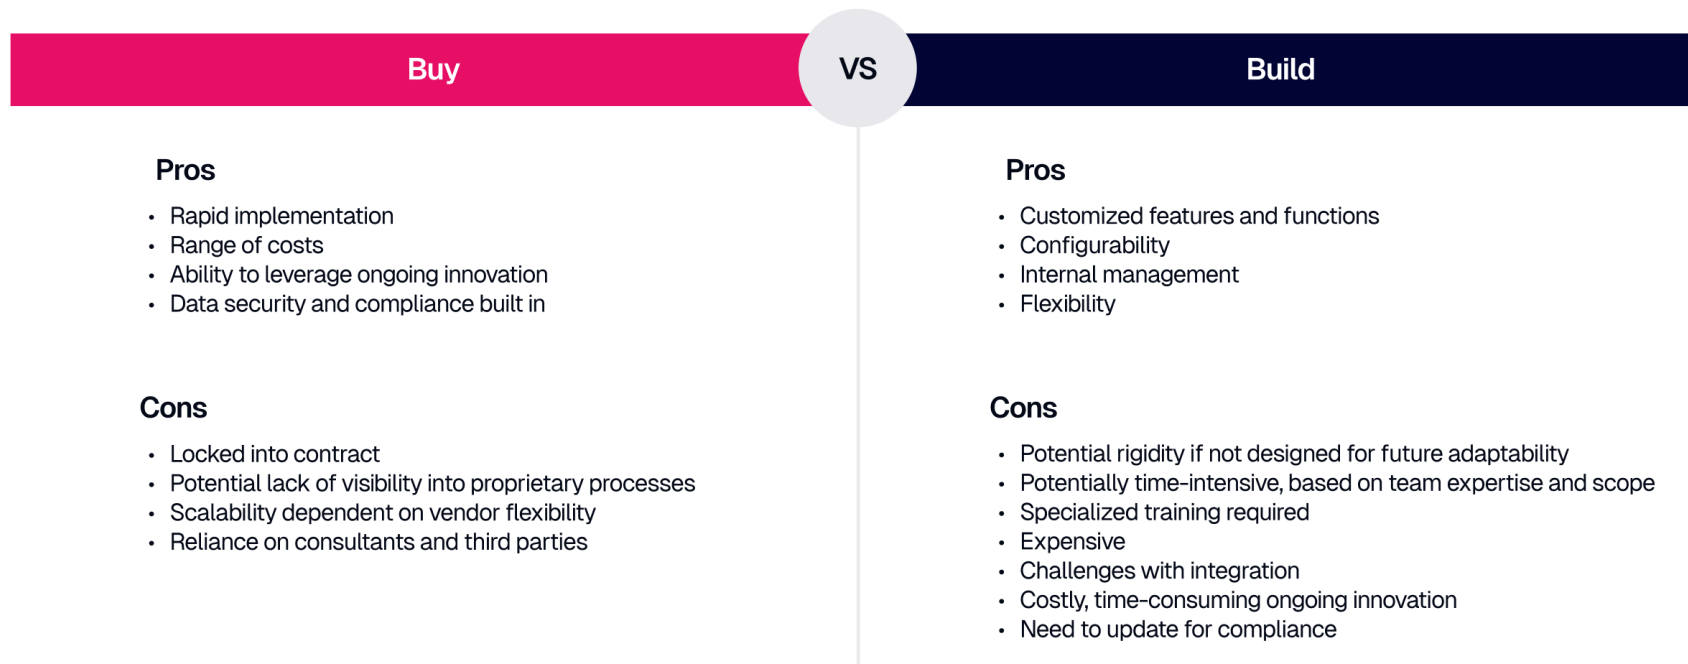 Buy
VS
Build
Pros
• Rapid implementation
• Range of costs
• Ability to leverage ongoing innovation
• Data security and compliance built in
Cons
• Locked into contract
• Potential lack of visibility into proprietary processes
• Scalability dependent on vendor flexibility
• Reliance on consultants and third parties
Pros
• Customized features and functions
• Configurability
• Internal management
• Flexibility
Cons
• Potential rigidity if not designed for future adaptability
• Potentially time-intensive, based on team expertise and scope
• Specialized training required
• Expensive
• Challenges with integration
• Costly, time-consuming ongoing innovation
• Need to update for compliance